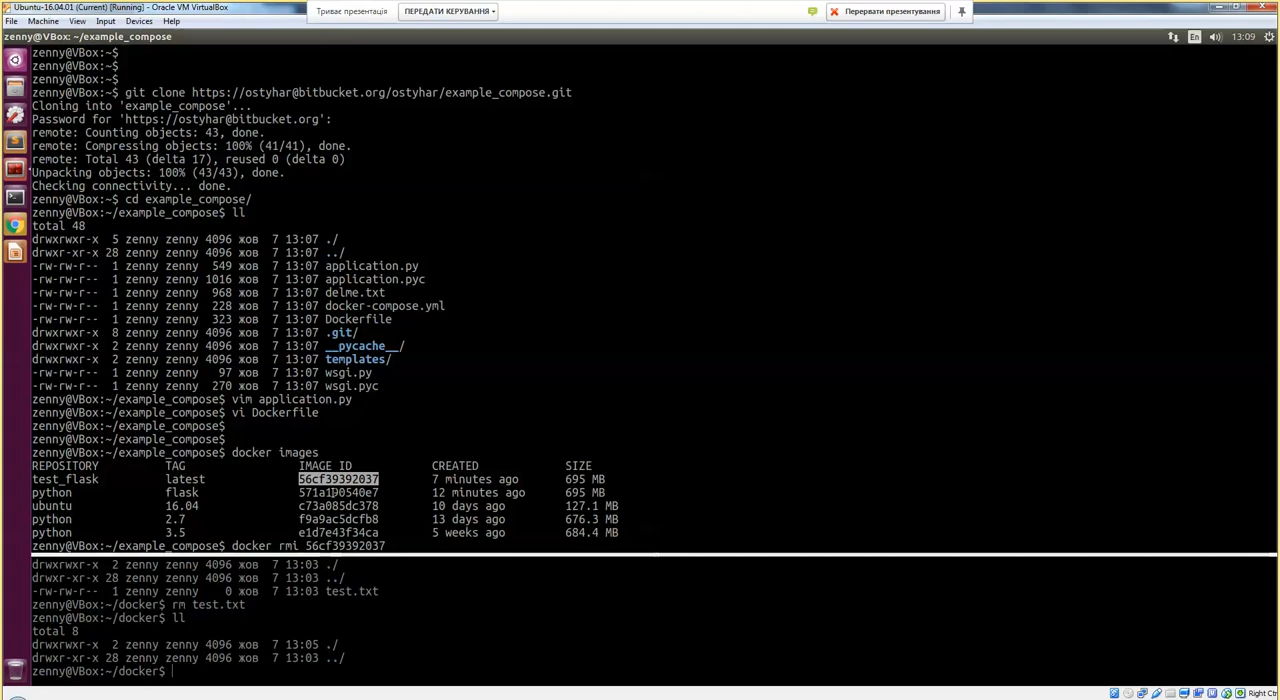 Ubuntu-16.04.01 (Current) [Running] - Oracle VM VirtualBox
Триває презентація
ПЕРЕДАТИ КЕРУВАННЯ
Перервати презентування
File Machine View Input Devices Help
zenny@VBox: ~/example_compose
En
13:09
zenny@VBox:~$
zenny@VBox:~$
zenny@VBox:~$
zenny@VBox:~$ git clone https://ostyhar@bitbucket.org/ostyhar/example_compose.git
Cloning into 'example_compose'...
Password for 'https://ostyhar@bitbucket.org':
remote: Counting objects: 43, done.
remote: Compressing objects: 100% (41/41), done.
remote: Total 43 (delta 17), reused 0 (delta 0)
Unpacking objects: 100% (43/43), done.
Checking connectivity... done.
zenny@VBox:~$ cd example_compose/
zenny@VBox:~/example_compose$ ll
total 48
drwxrwxr-x 5 zenny zenny 4096 жов 7 13:07 ./
drwxr-xr-x 28 zenny zenny 4096 жов 7 13:07 ../
-rw-rw-r-- 1 zenny zenny 549 жов 7 13:07 application.py
-rw-rw-r-- 1 zenny zenny 1016 жов 7 13:07 application.pyc
-rw-rw-r-- 1 zenny zenny 968 жов 7 13:07 delme.txt
-rw-rw-r-- 1 zenny zenny 228 жов 7 13:07 docker-compose.yml
-rw-rw-r-- 1 zenny zenny 323 жов 7 13:07 Dockerfile
drwxrwxr-x 8 zenny zenny 4096 жов 7 13:07 .git/
drwxrwxr-x 2 zenny zenny 4096 жов 7 13:07 __pycache__/
drwxrwxr-x 2 zenny zenny 4096 жов 7 13:07 templates/
-rw-rw-r-- 1 zenny zenny 97 жов 7 13:07 wsgi.py
-rw-rw-r-- 1 zenny zenny 270 жов 7 13:07 wsgi.pyc
zenny@VBox:~/example_compose$ vim application.py
zenny@VBox:~/example_compose$ vi Dockerfile
zenny@VBox:~/example_compose$
zenny@VBox:~/example_compose$
zenny@VBox:~/example_compose$ docker images
REPOSITORY TAG IMAGE ID CREATED SIZE
test_flask latest 56cf39392037 7 minutes ago 695 MB
python flask 571a190540e7 12 minutes ago 695 MB
ubuntu 16.04 c73a085dc378 10 days ago 127.1 MB
python 2.7 f9a9ac5dcfb8 13 days ago 676.3 MB
python 3.5 e1d7e43f34ca 5 weeks ago 684.4 MB
zenny@VBox:~/example_compose$ docker rmi 56cf39392037
drwxrwxr-x 2 zenny zenny 4096 жов 7 13:03 ./
drwxr-xr-x 28 zenny zenny 4096 жов 7 13:03 ../
-rw-rw-r-- 1 zenny zenny 0 жов 7 13:03 test.txt
zenny@VBox:~/docker$ rm test.txt
zenny@VBox:~/docker$ ll
total 8
drwxrwxr-x 2 zenny zenny 4096 жов 7 13:05 ./
drwxr-xr-x 28 zenny zenny 4096 жов 7 13:03 ../
zenny@VBox:~/docker$
Right Ctr